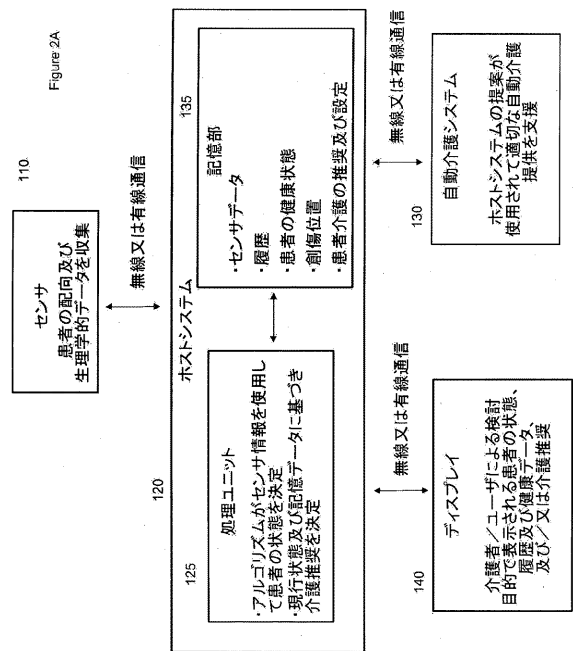 Figure 2A
110
センサ
患者の配向及び
生理学的データを収集
無線又は有線通信
120
ホストシステム
125
処理ユニット
・アルゴリズムがセンサ情報を使用し
て患者の状態を決定
・現行状態及び記憶データに基づき
介護推奨を決定
135
記憶部
・センサデータ
・履歴
・患者の健康状態
・創傷位置
・患者介護の推奨及び設定
無線又は有線通信
無線又は有線通信
140
ディスプレイ
介護者／ユーザによる検討
目的で表示される患者の状態、
履歴及び健康データ、
及び／又は介護推奨
130
自動介護システム
ホストシステムの提案が
使用されて適切な自動介護
提供を支援